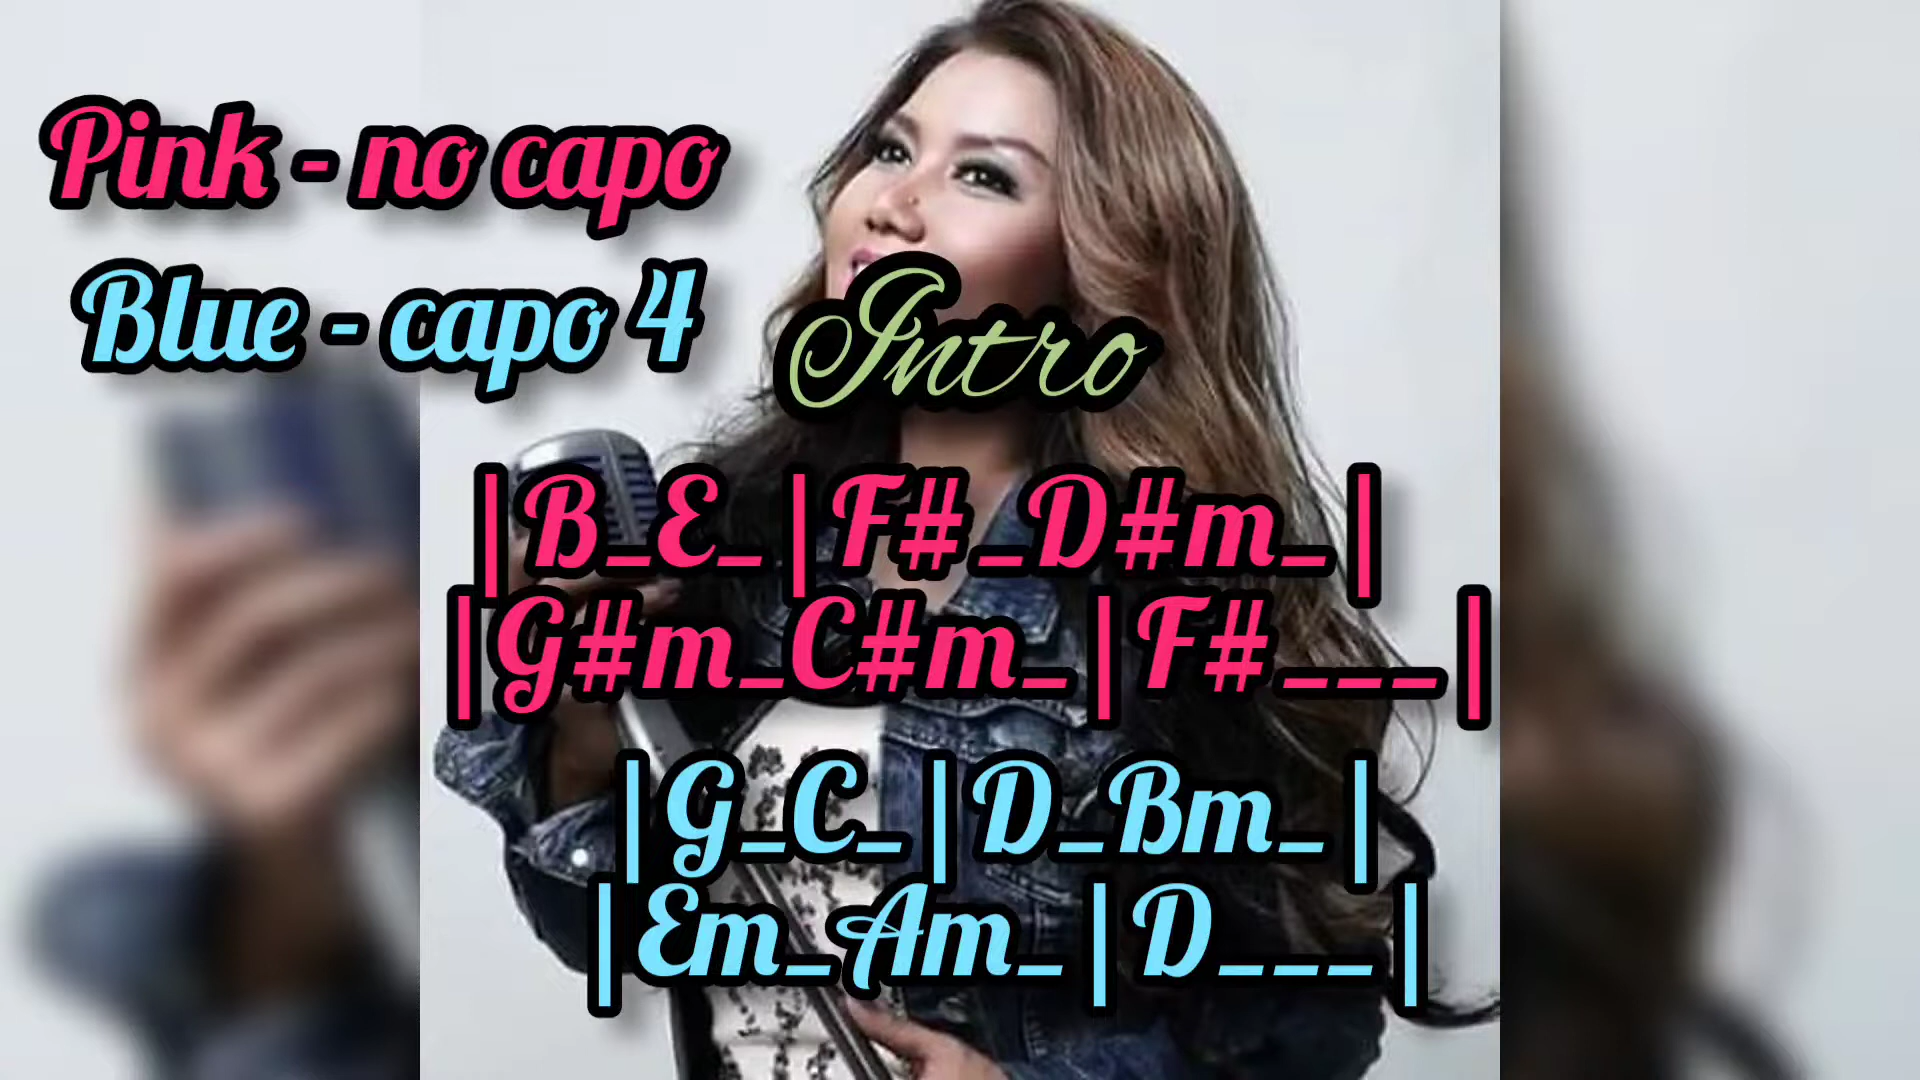 Pink - no capo
Blue - capo 4
Intro
|B_E_|F#_D#m_|
|G#m_C#m_|F#___|
|G_C_|D_Bm_|
|Em_Am_|D___|